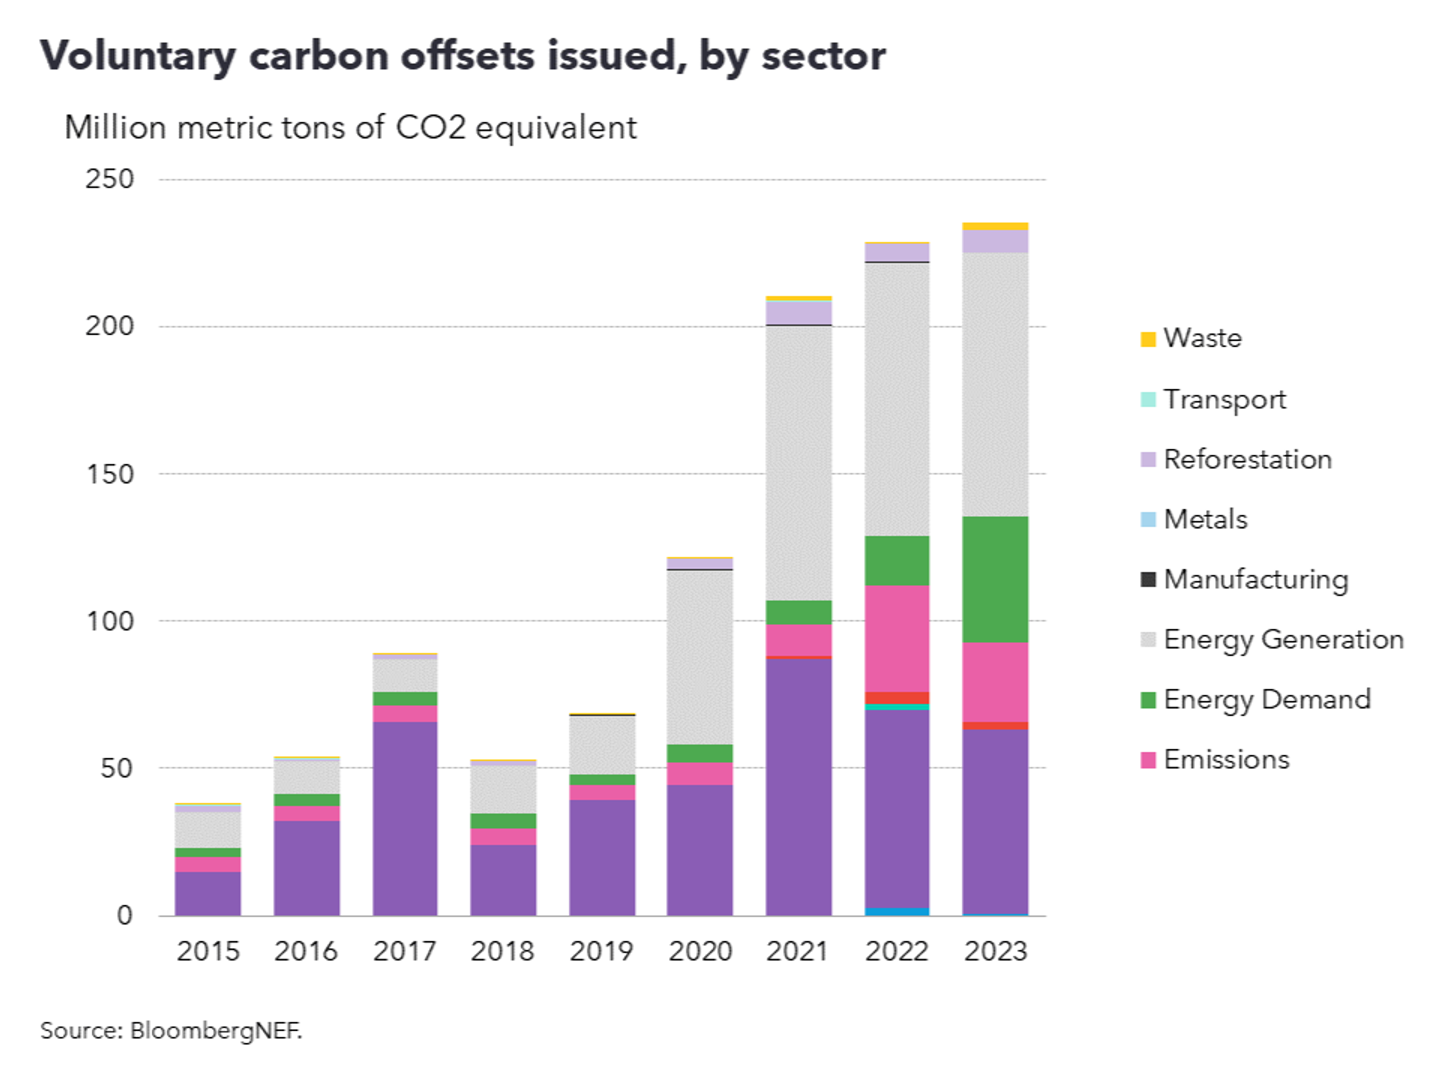 Voluntary carbon offsets issued, by sector
Million metric tons of CO2 equivalent
250
200
150
100
50
0
2015 2016 2017 2018 2019 2020 2021 2022 2023
Waste
Transport
Reforestation
Metals
Manufacturing
Energy Generation
Energy Demand
Emissions
Source: BloombergNEF.